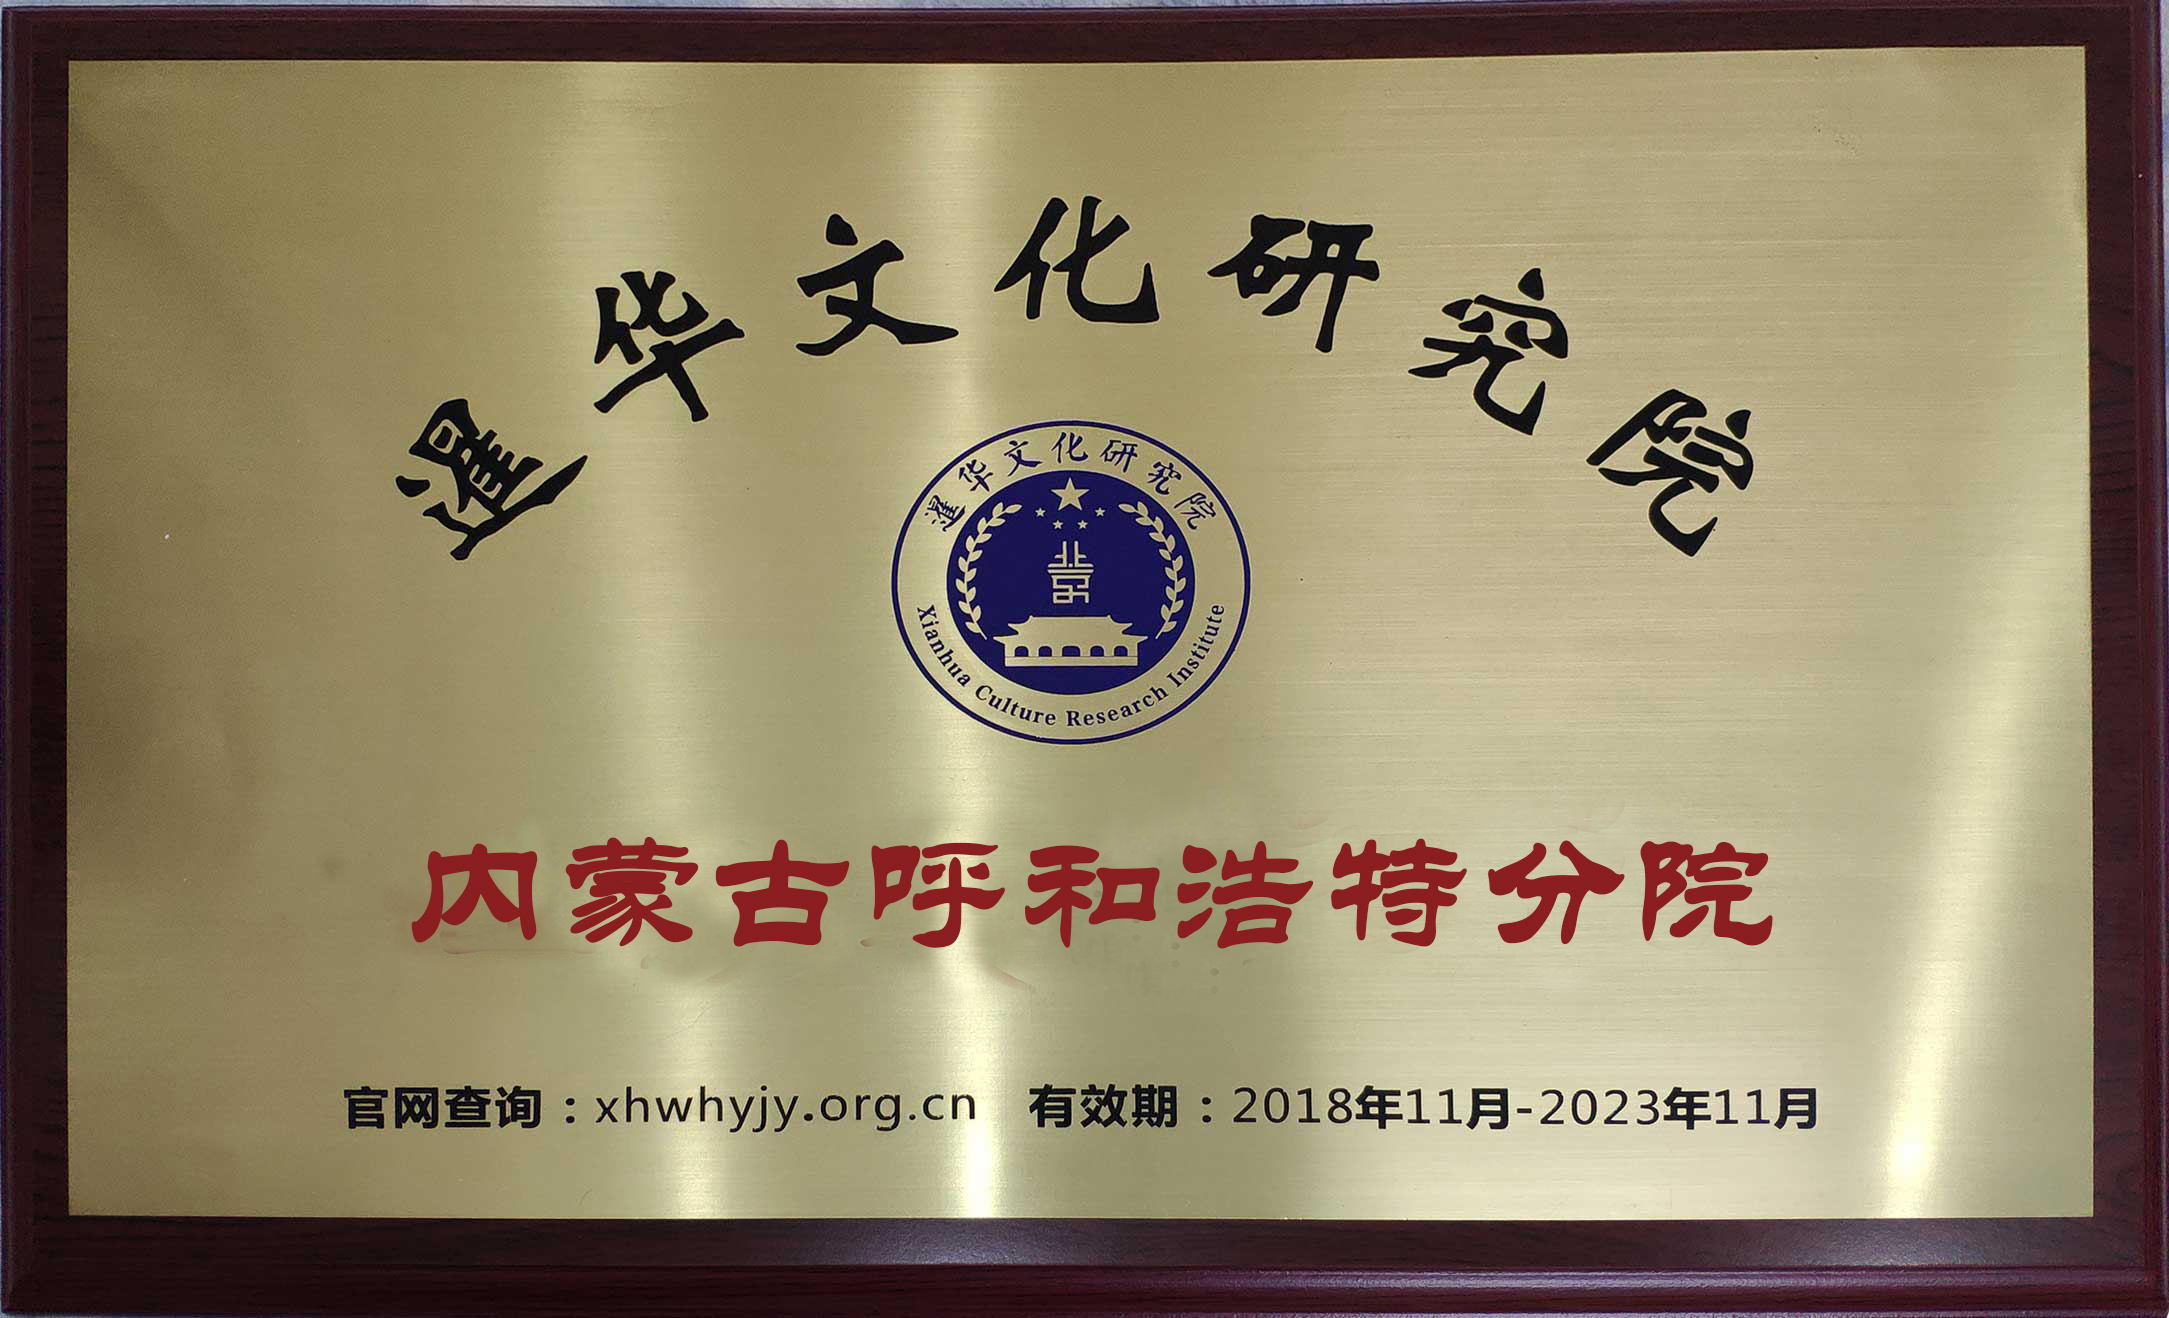 暹华文化研究院
暹华文化研究院
北京
Xianhua Culture Research Institute
内蒙古呼和浩特分院
官网查询：xhwhyjy.org.cn 有效期：2018年11月-2023年11月